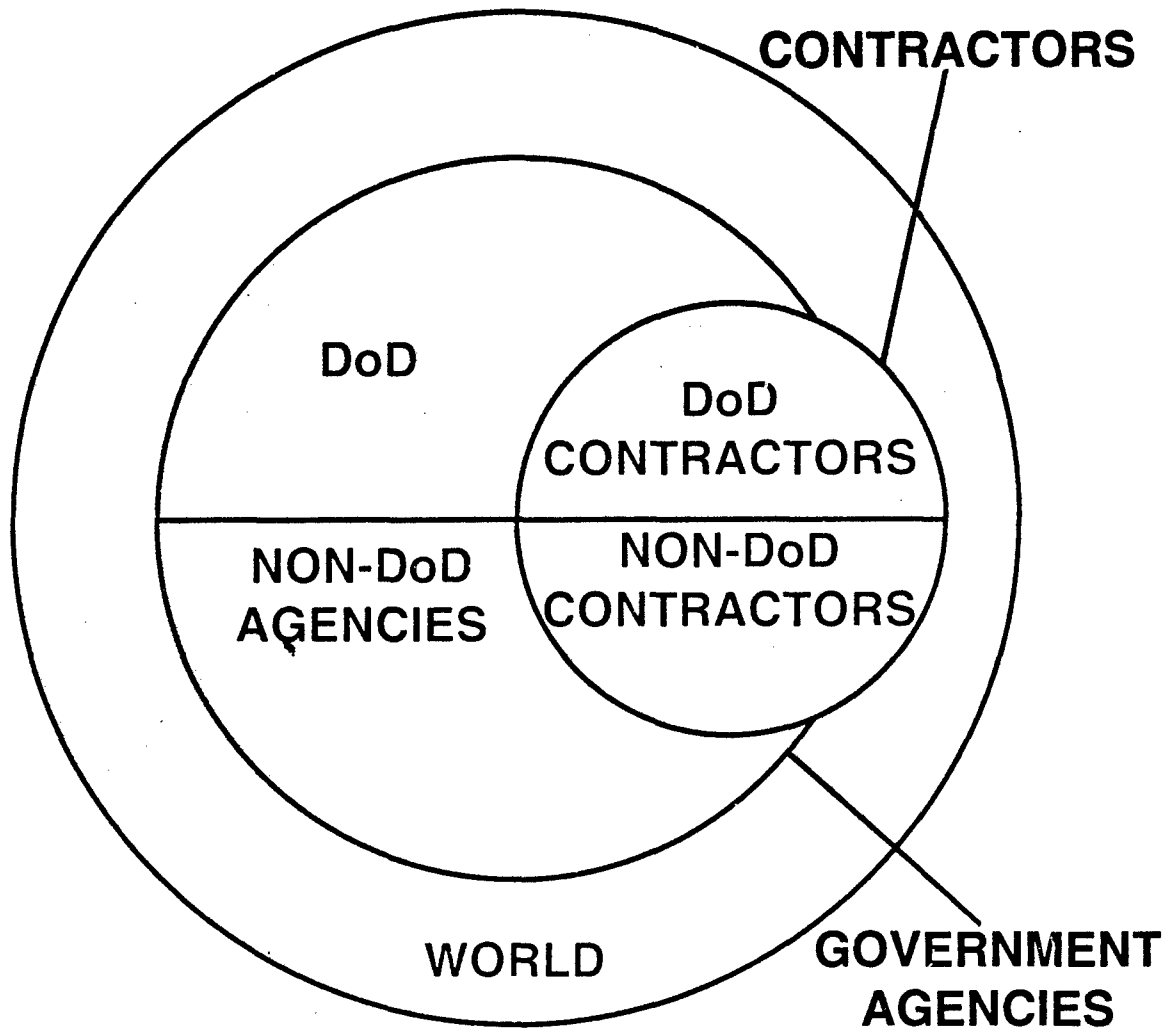 CONTRACTORS
DoD
DoD
CONTRACTORS
NON-DoD
AGENCIES
NON-DoD
CONTRACTORS
WORLD
GOVERNMENT
AGENCIES